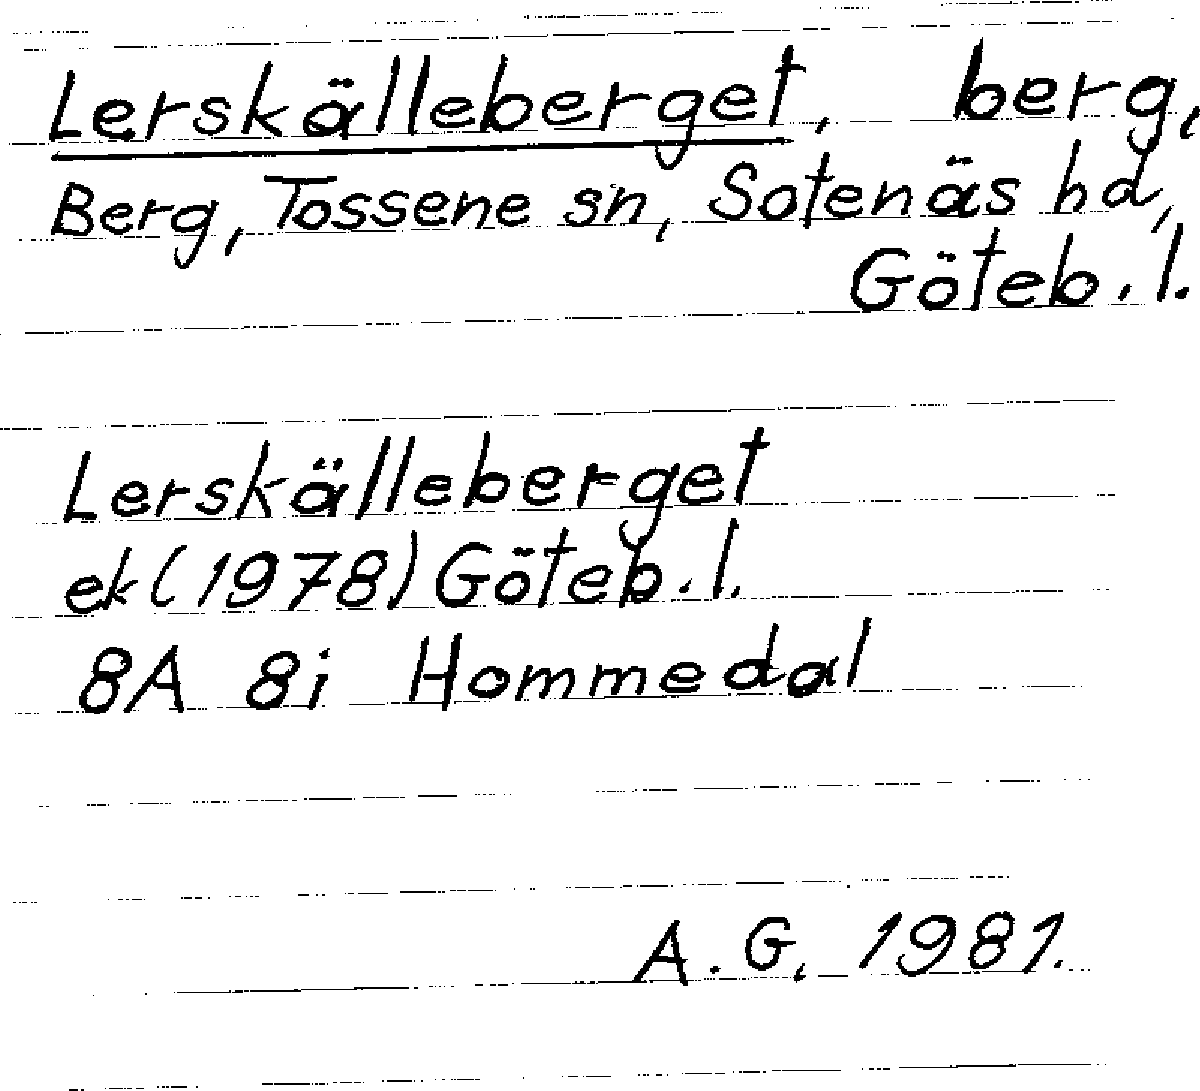 Lerskälleberget, berg,
Berg, Tossene sn, Sotenäs hd,
Göteb. l.
Lerskälleberget
ek (1978) Göteb. l.
8A 8i Hommedal
A. G. 1981.